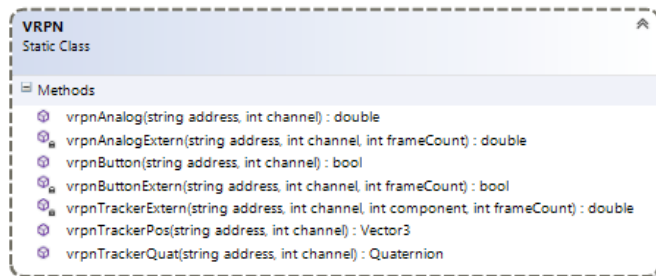 VRPN
Static Class
Methods
vrpnAnalog(string address, int channel) : double
vrpnAnalogExtern(string address, int channel, int frameCount) : double
vrpnButton(string address, int channel) : bool
vrpnButtonExtern(string address, int channel, int frameCount) : bool
vrpnTrackerExtern(string address, int channel, int component, int frameCount) : double
vrpnTrackerPos(string address, int channel) : Vector3
vrpnTrackerQuat(string address, int channel) : Quaternion